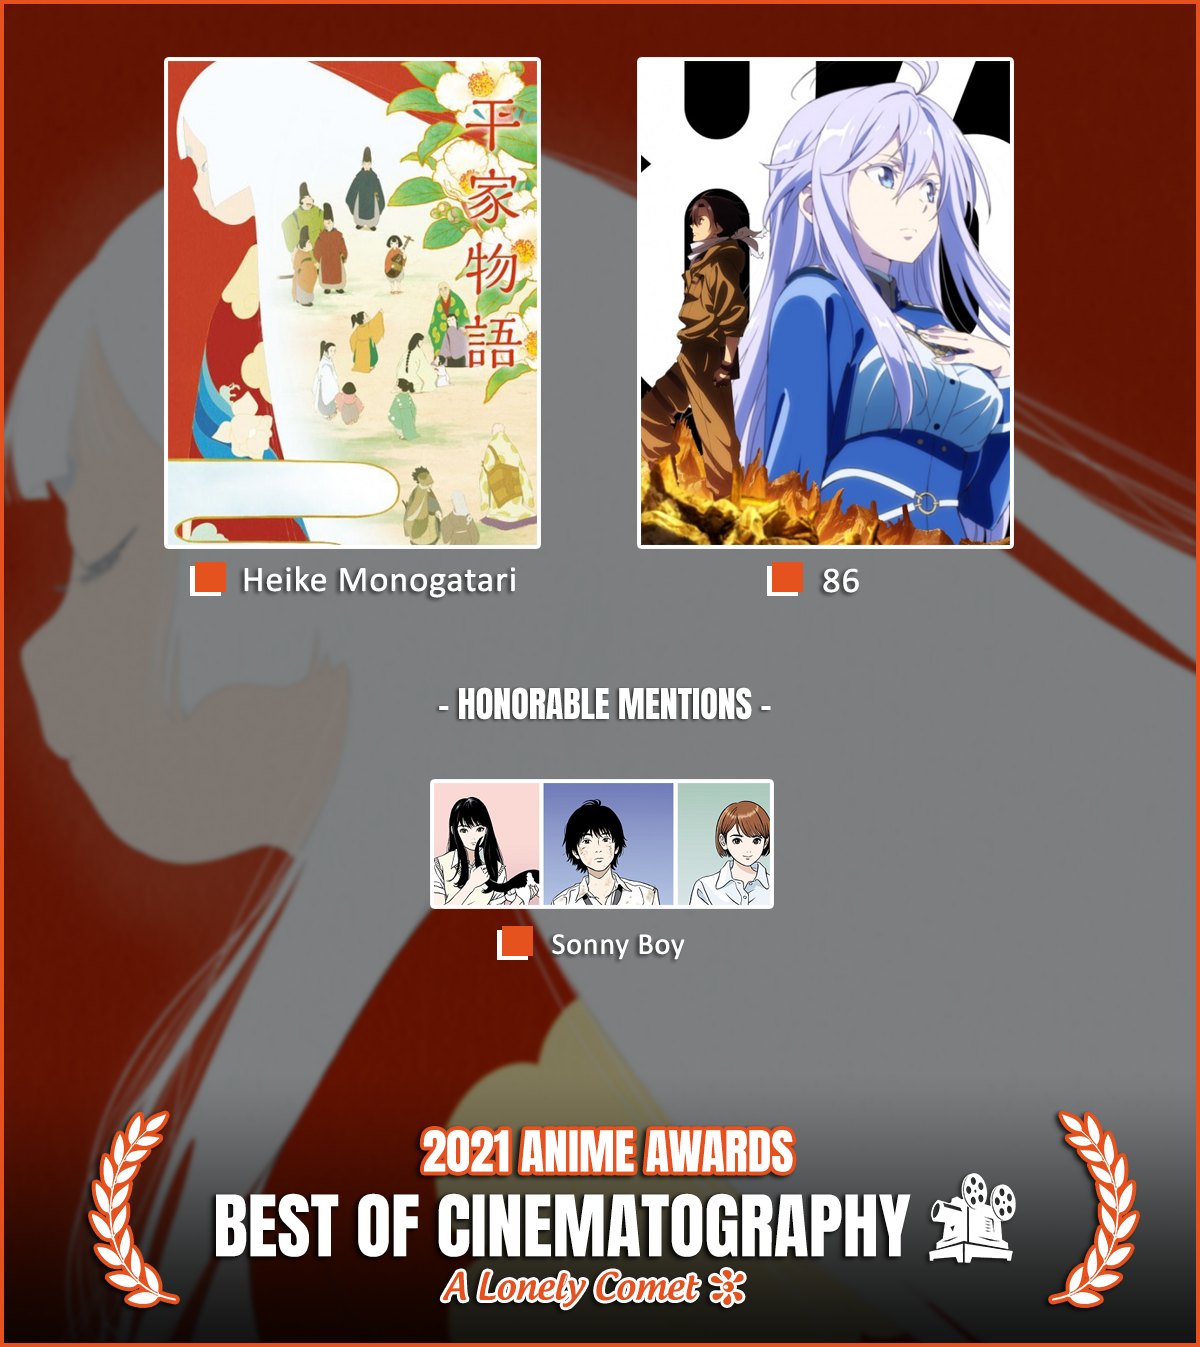 平家物語
Heike Monogatari
86
- HONORABLE MENTIONS -
Sonny Boy
2021 ANIME AWARDS
BEST OF CINEMATOGRAPHY
A Lonely Comet